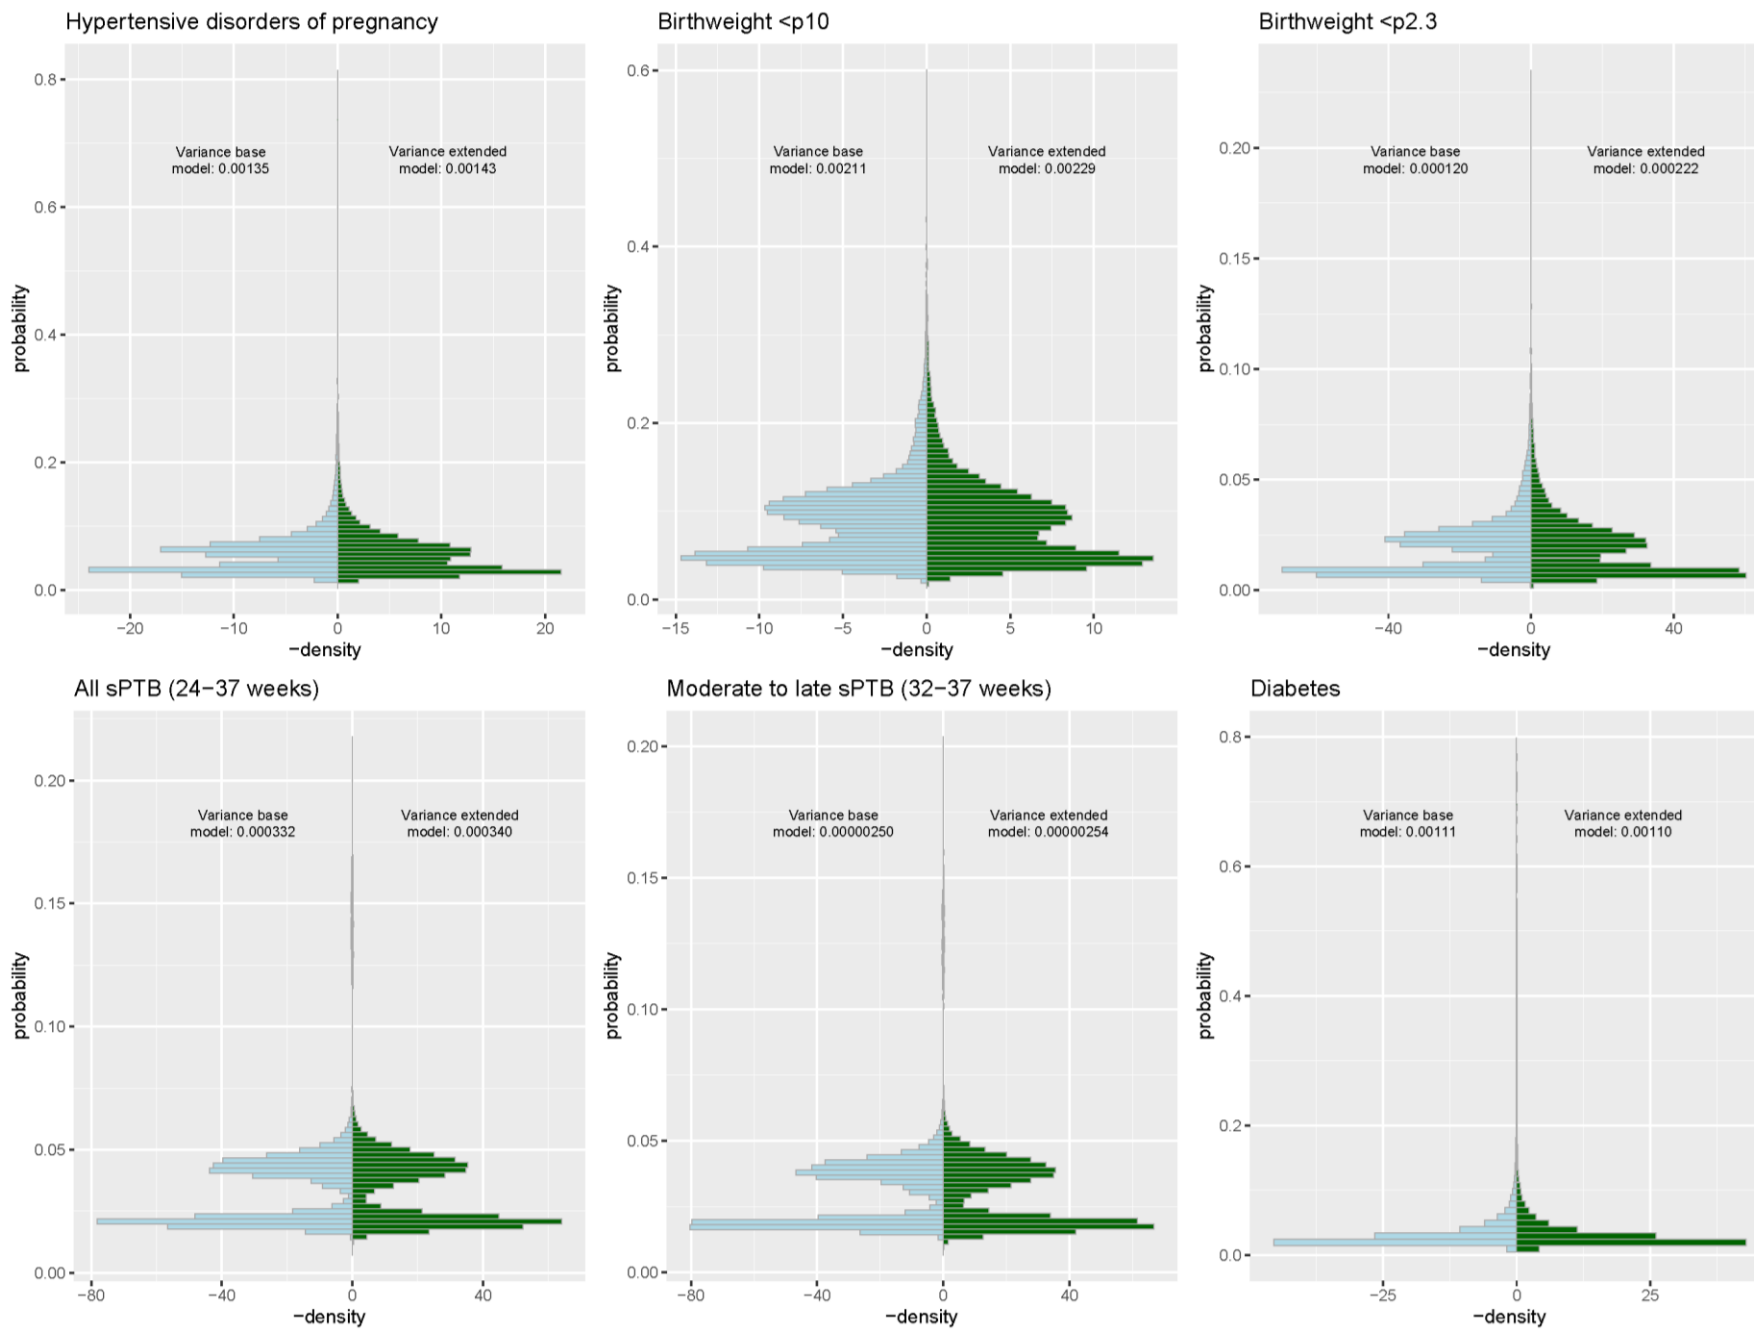 Hypertensive disorders of pregnancy
0.8
0.6
0.4
0.2
0.0
probability
Variance base
model: 0.00135
Variance extended
model: 0.00143
−20
−10
0
10
20
−density
Birthweight <p10
0.6
0.4
0.2
0.0
probability
Variance base
model: 0.00211
Variance extended
model: 0.00229
−15
−10
−5
0
5
10
−density
Birthweight <p2.3
0.20
0.15
0.10
0.05
0.00
probability
Variance base
model: 0.000120
Variance extended
model: 0.000222
−40
0
40
−density
All sPTB (24−37 weeks)
0.20
0.15
0.10
0.05
0.00
probability
Variance base
model: 0.000332
Variance extended
model: 0.000340
−80
−40
0
40
−density
Moderate to late sPTB (32−37 weeks)
0.20
0.15
0.10
0.05
0.00
probability
Variance base
model: 0.00000250
Variance extended
model: 0.00000254
−80
−40
0
40
−density
Diabetes
0.8
0.6
0.4
0.2
0.0
probability
Variance base
model: 0.00111
Variance extended
model: 0.00110
−25
0
25
−density